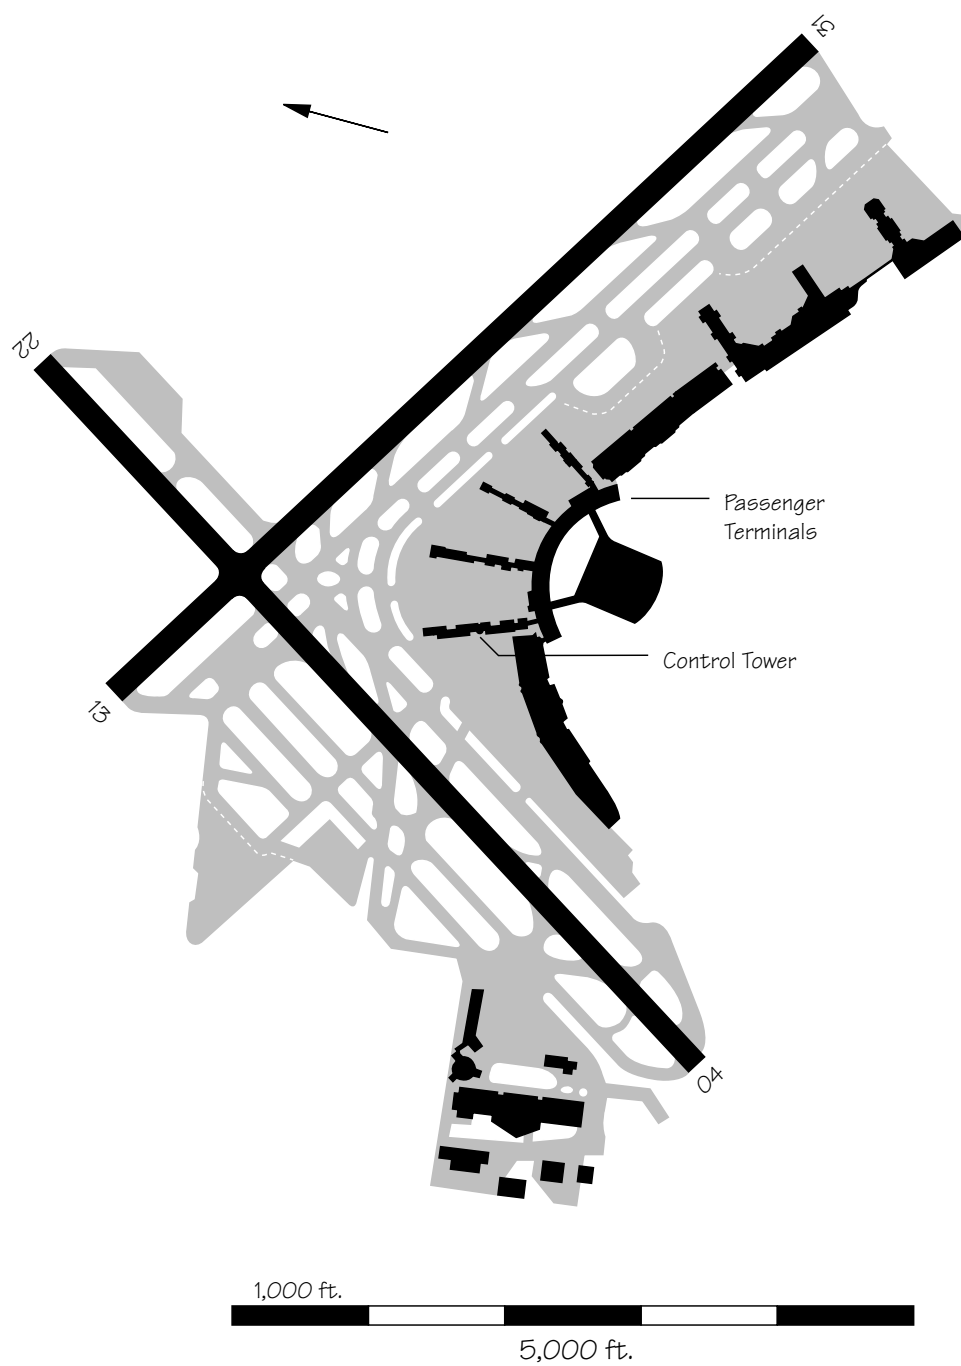 31
22
Passenger
Terminals
Control Tower
13
04
1,000 ft.
5,000 ft.